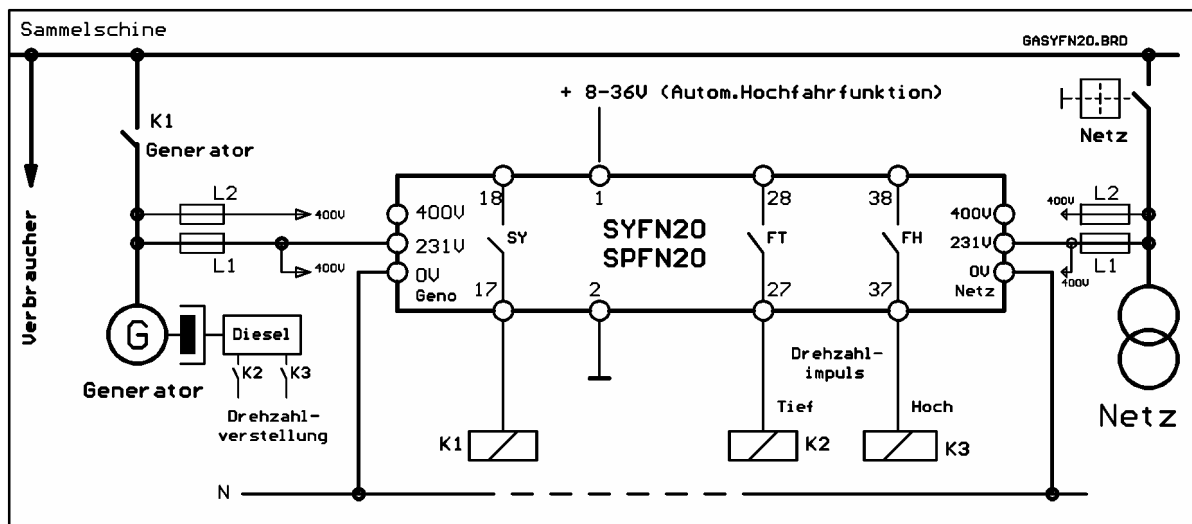 Sammelschine
GASYFN20.BRD
+ 8-36V (Autom.Hochfahrfunktion)
K1
Generator
Netz
Verbraucher
L2
400V
L1
400V
18
1
28
38
400V
231V
0V
Geno
SY
SYFN20
SPFN20
FT
FH
400V
231V
0V
Netz
17
2
27
37
L2
400V
L1
400V
G
Generator
Diesel
K2
K3
Drehzahl-
verstellung
Drehzahl-
impuls
Tief
Hoch
K1
K2
K3
Netz
N